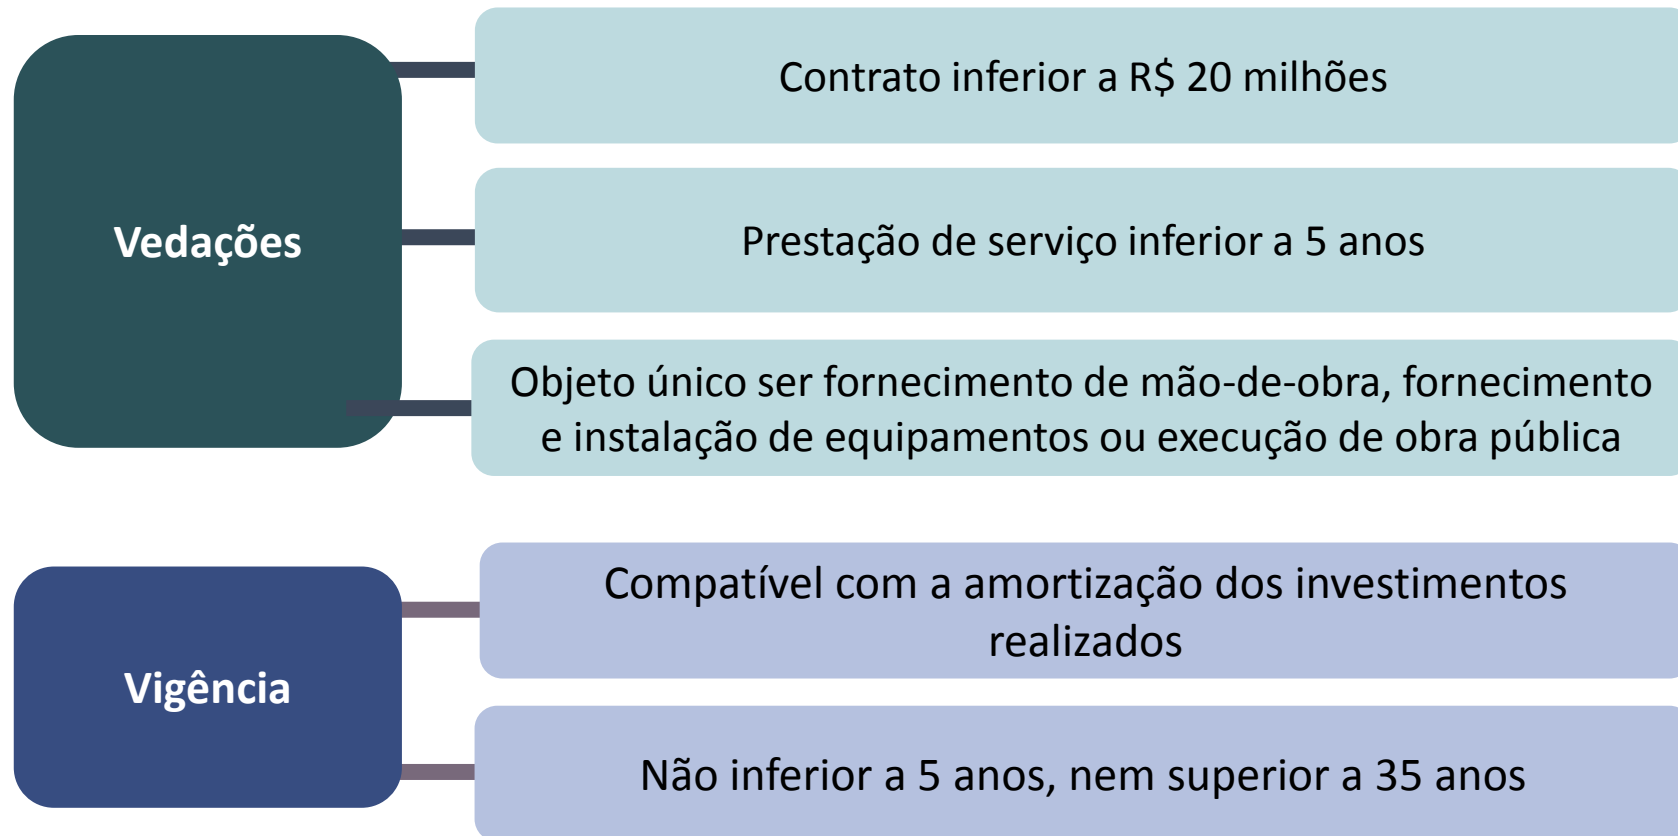 Vedações
Contrato inferior a R$ 20 milhões
Prestação de serviço inferior a 5 anos
Objeto único ser fornecimento de mão-de-obra, fornecimento
e instalação de equipamentos ou execução de obra pública
Vigência
Compatível com a amortização dos investimentos
realizados
Não inferior a 5 anos, nem superior a 35 anos